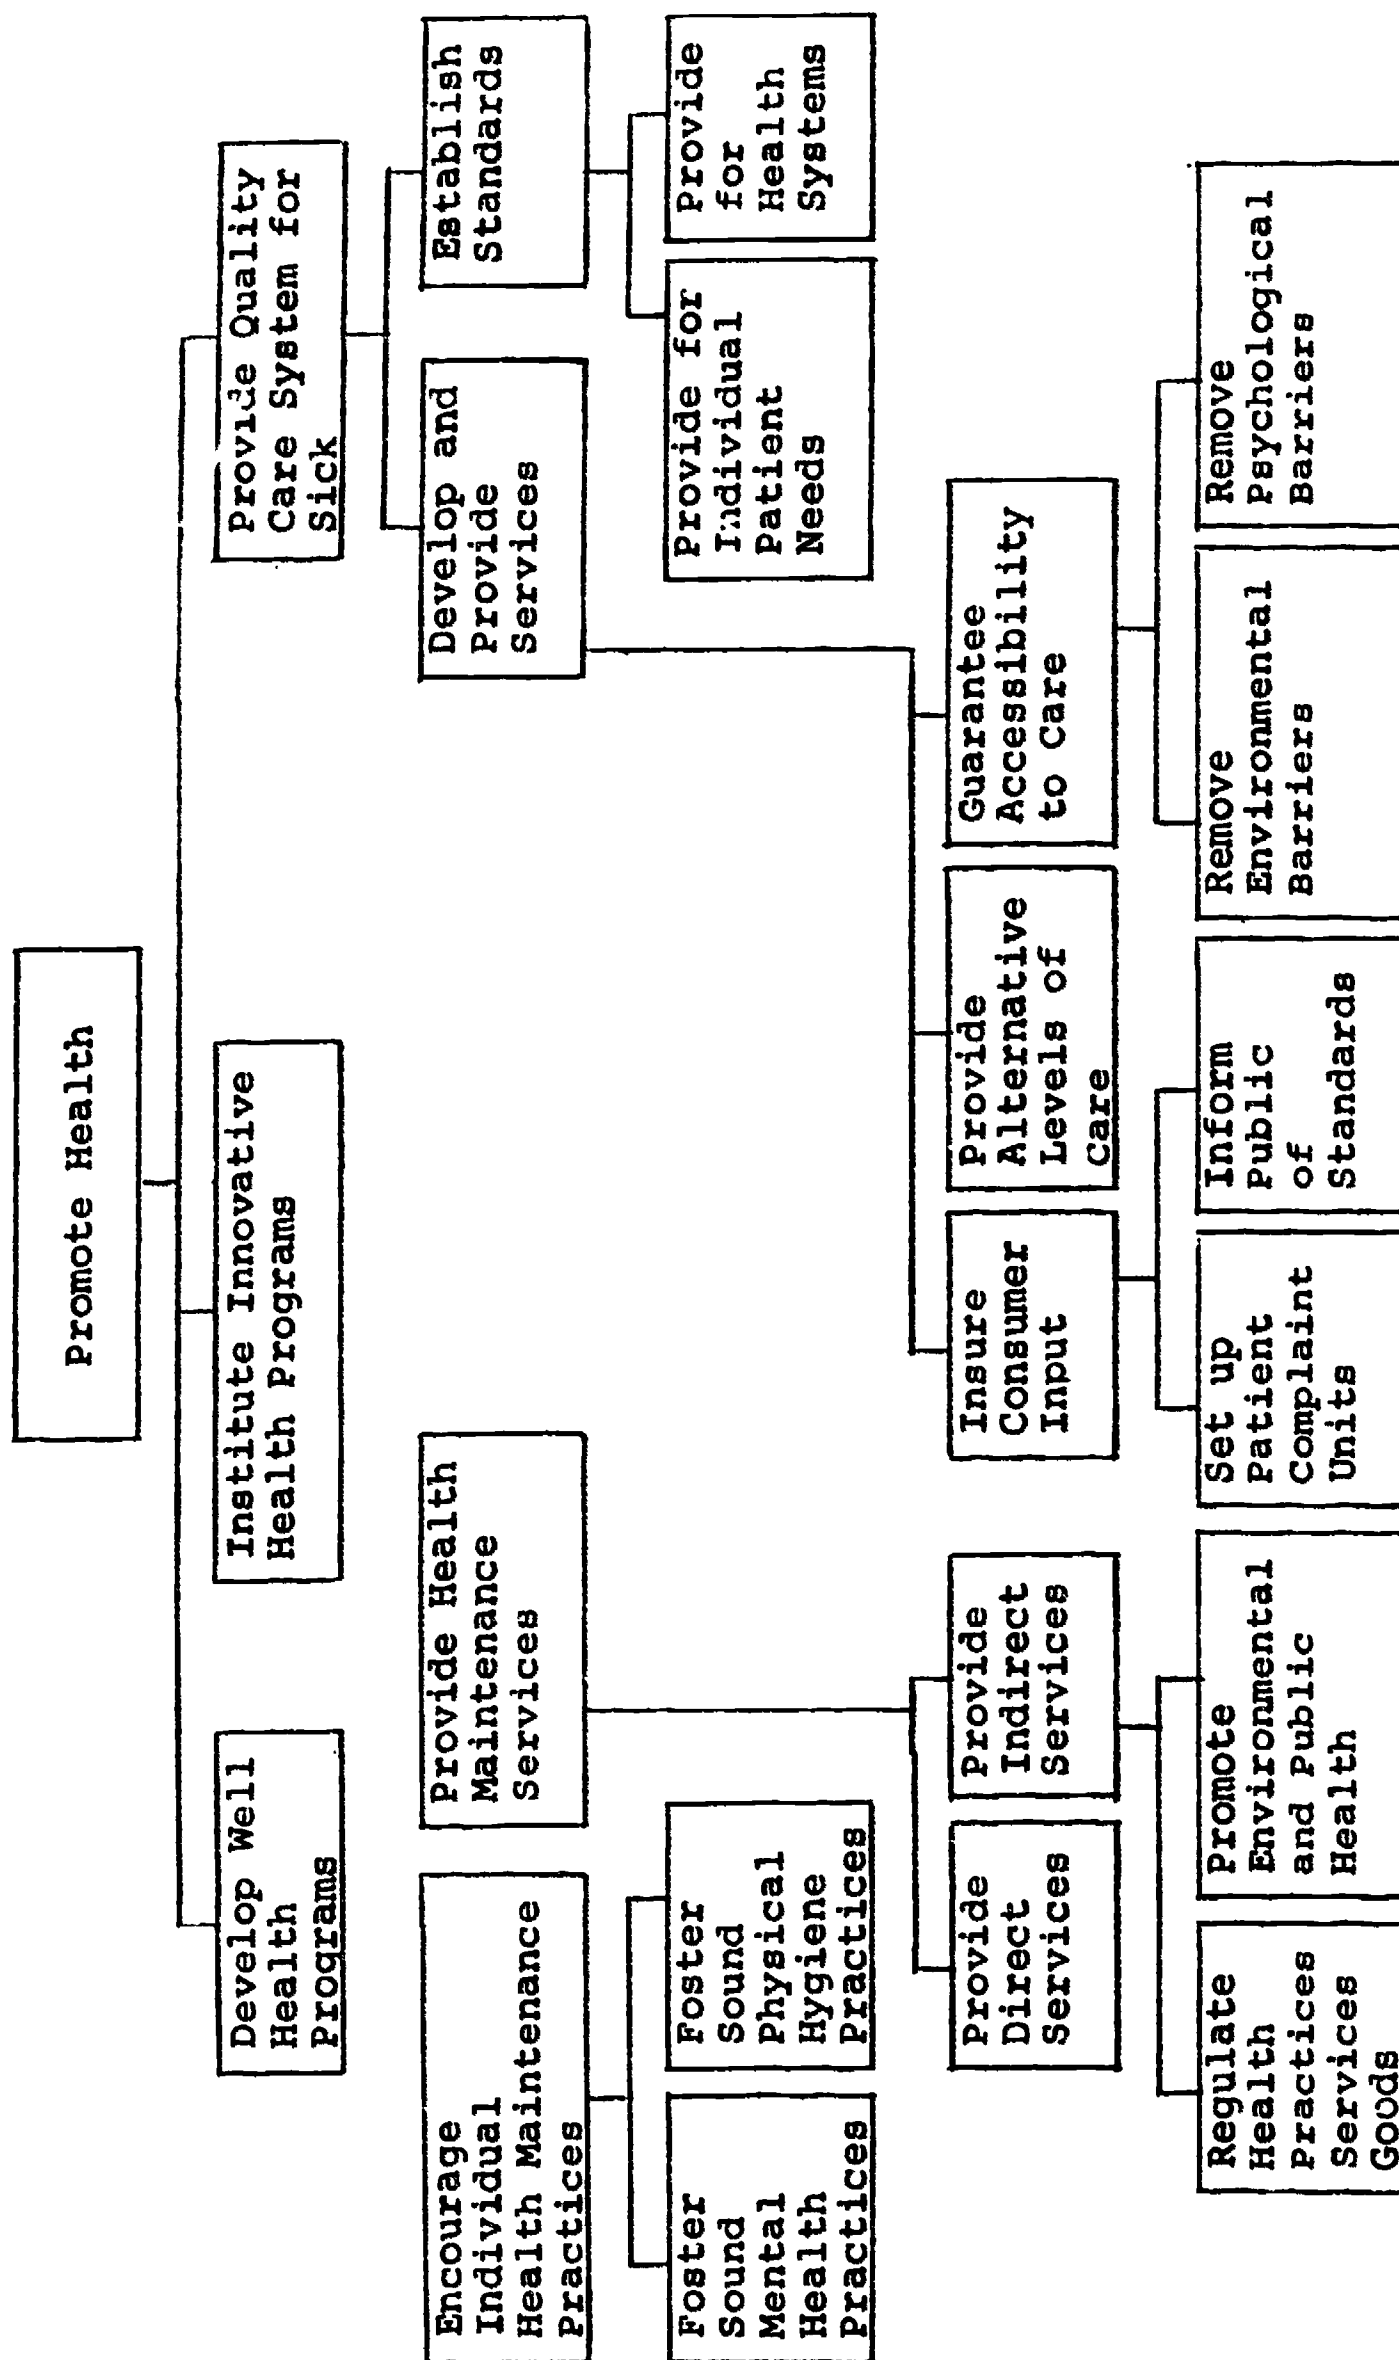 Promote Health
Develop Well
Health
Programs
Institute Innovative
Health Programs
Provide Quality
Care System for
Sick
Encourage
Individual
Health Maintenance
Practices
Provide Health
Maintenance
Services
Develop and
Provide
Services
Establish
Standards
Foster
Sound
Mental
Health
Practices
Foster
Sound
Physical
Hygiene
Practices
Provide for
Individual
Patient
Needs
Provide
for
Health
Systems
Provide
Direct
Services
Provide
Indirect
Services
Insure
Consumer
Input
Provide
Alternative
Levels of
Care
Guarantee
Accessibility
to Care
Regulate
Health
Practices
Services
Goods
Promote
Environmental
and Public
Health
Set up
Patient
Complaint
Units
Inform
Public
of
Standards
Remove
Environmental
Barriers
Remove
Psychological
Barriers